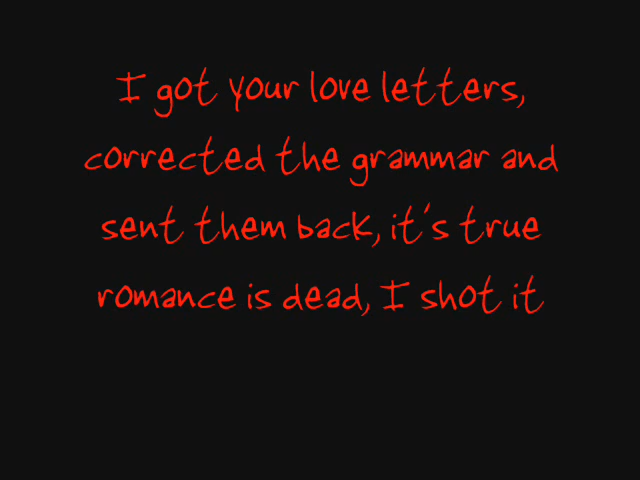 I got your love letters,
corrected the grammar and
sent them back, it's true
romance is dead, I shot it